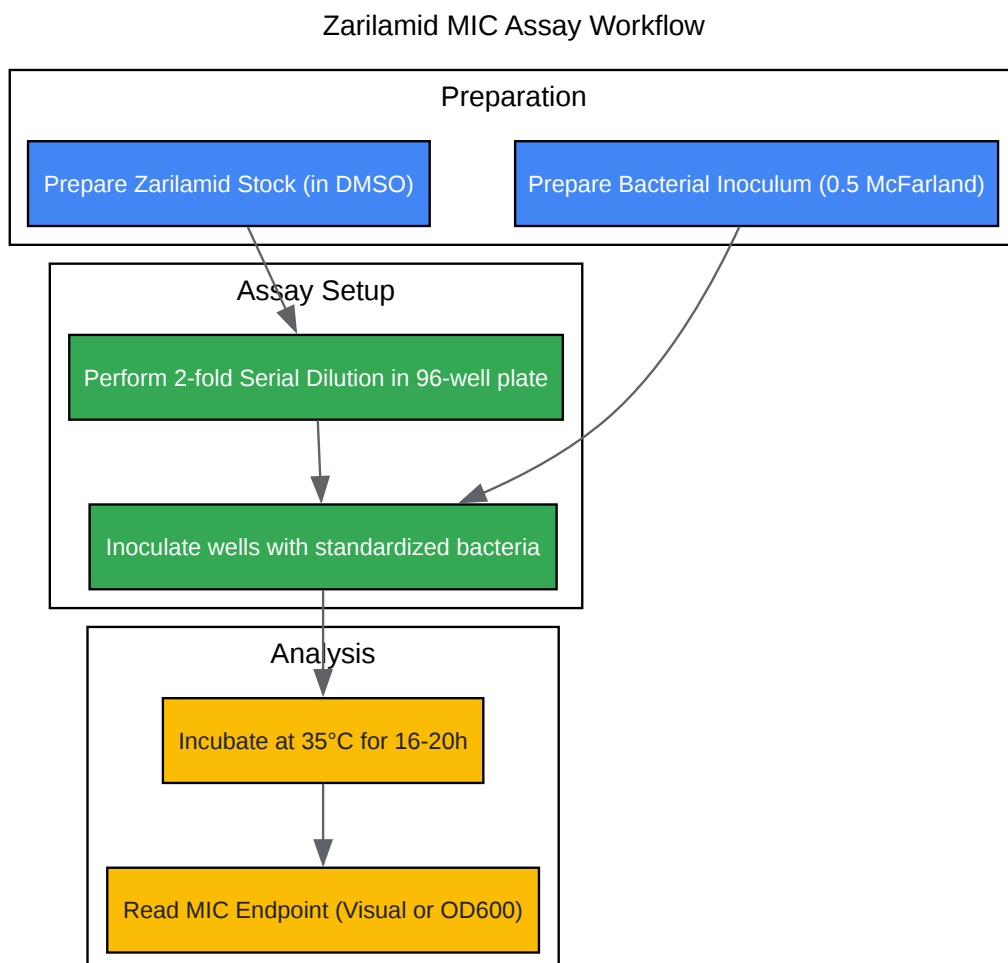 Zarilamid MIC Assay Workflow
Preparation
Prepare Zarilamid Stock (in DMSO)
Prepare Bacterial Inoculum (0.5 McFarland)
Assay Setup
Perform 2-fold Serial Dilution in 96-well plate
Inoculate wells with standardized bacteria
Analysis
Incubate at 35°C for 16-20h
Read MIC Endpoint (Visual or OD600)